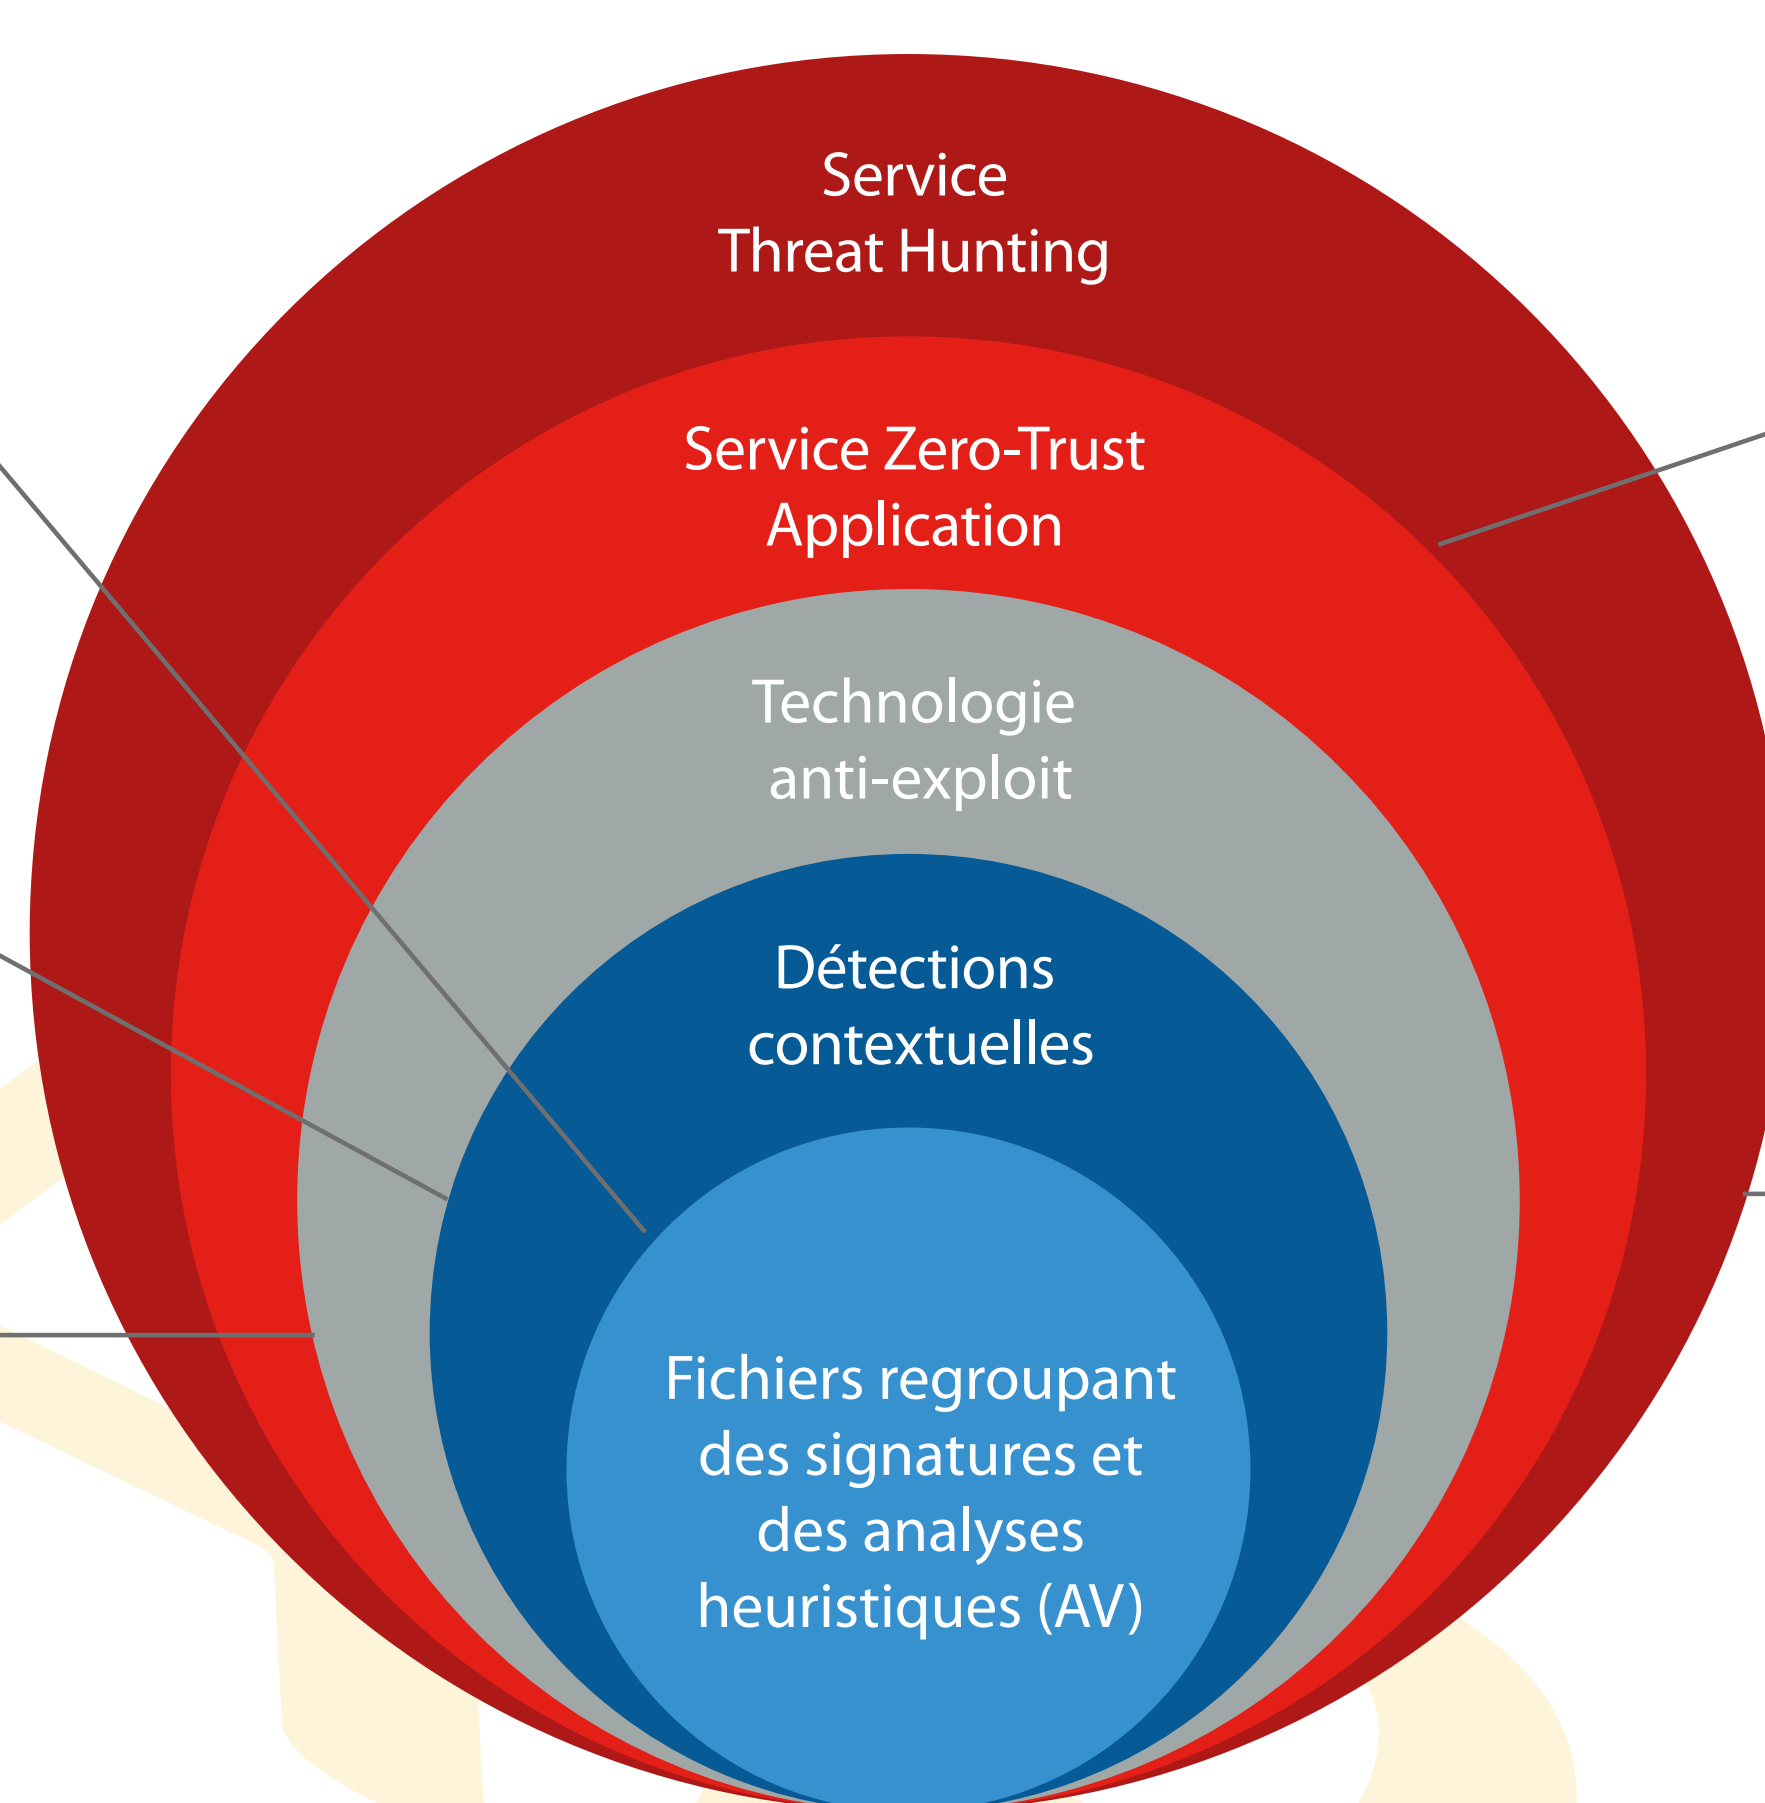 Service
Threat Hunting
Service Zero-Trust
Application
Technologie
anti-exploit
Détections
contextuelles
Fichiers regroupant
des signatures et
des analyses
heuristiques (AV)